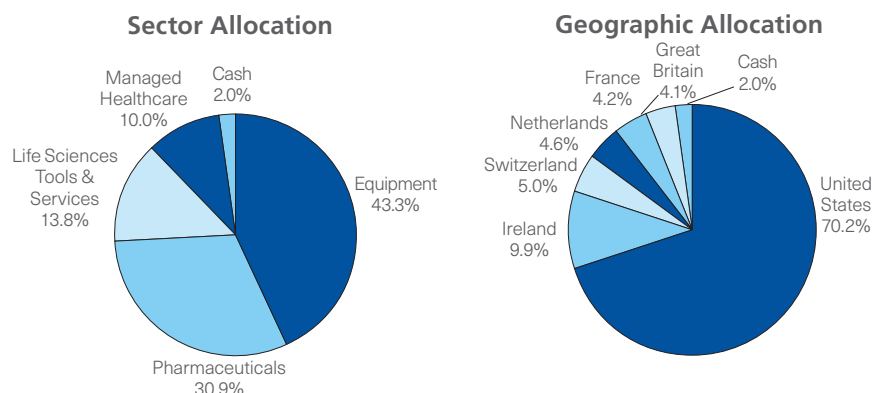 Sector Allocation
Cash
2.0%
Managed
Healthcare
10.0%
Life Sciences
Tools &
Services
13.8%
Equipment
43.3%
Pharmaceuticals
30.9%
Geographic Allocation
Great
Britain
4.1%
Cash
2.0%
France
4.2%
Netherlands
4.6%
Switzerland
5.0%
Ireland
9.9%
United
States
70.2%